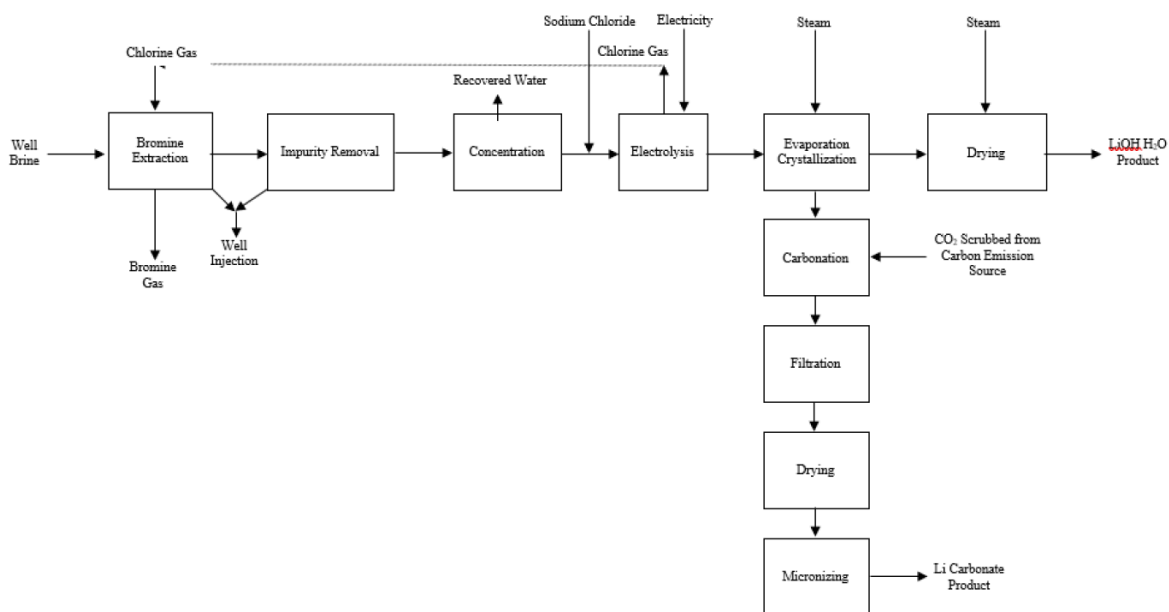 Sodium Chloride
Electricity
Steam
Steam
Chlorine Gas
Chlorine Gas
Recovered Water
Well
Brine
Bromine
Extraction
Impurity Removal
Concentration
Electrolysis
Evaporation
Crystallization
Drying
LiOH H₂O
Product
Well
Injection
Bromine
Gas
Carbonation
CO₂ Scrubbed from
Carbon Emission
Source
Filtration
Drying
Micronizing
Li Carbonate
Product